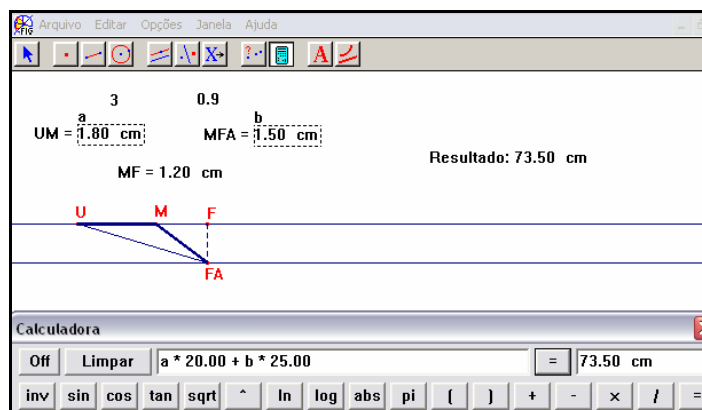 FIG Arquivo Editar Opções Janela Ajuda
A
3 0.9
a b
UM = 1.80 cm MFA = 1.50 cm
Resultado: 73.50 cm
MF = 1.20 cm
U M F
FA
Calculadora
Off Limpar a * 20.00 + b * 25.00 = 73.50 cm
inv sin cos tan sqrt ^ ln log abs pi ( ) + - × / =